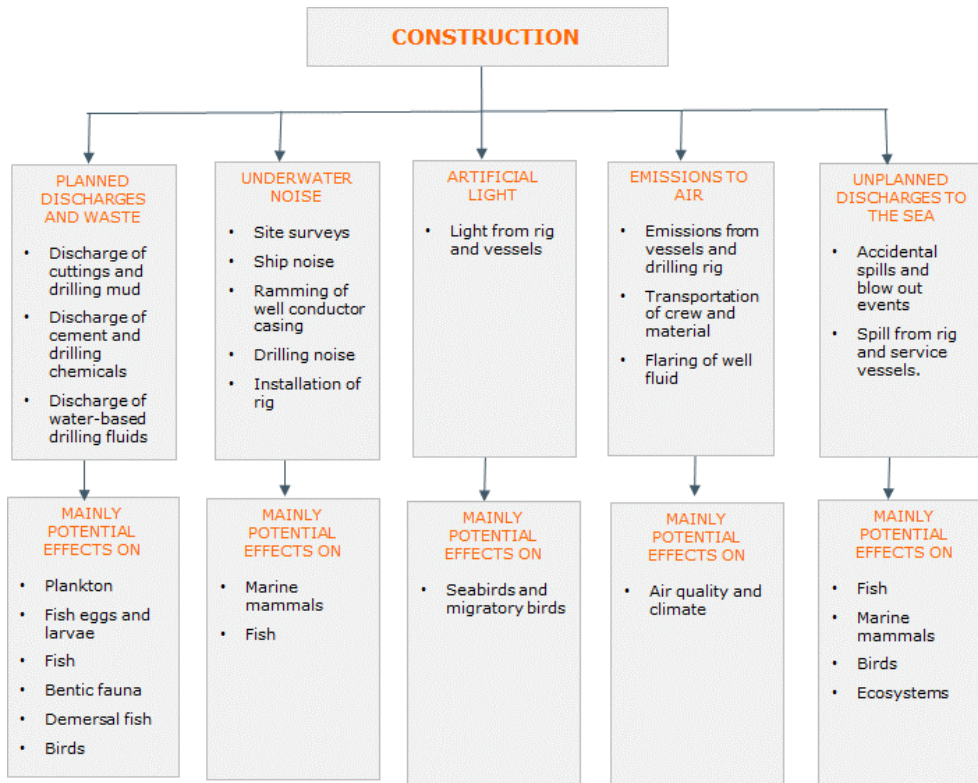 CONSTRUCTION
PLANNED
DISCHARGES
AND WASTE
• Discharge of
cuttings and
drilling mud
• Discharge of
cement and
drilling
chemicals
• Discharge of
water-based
drilling fluids
UNDERWATER
NOISE
• Site surveys
• Ship noise
• Ramming of
well conductor
casing
• Drilling noise
• Installation of
rig
ARTIFICIAL
LIGHT
• Light from rig
and vessels
EMISSIONS TO
AIR
• Emissions from
vessels and
drilling rig
• Transportation
of crew and
material
• Flaring of well
fluid
UNPLANNED
DISCHARGES TO
THE SEA
• Accidental
spills and
blow out
events
• Spill from rig
and service
vessels.
MAINLY
POTENTIAL
EFFECTS ON
• Plankton
• Fish eggs and
larvae
• Fish
• Bentic fauna
• Demersal fish
• Birds
MAINLY
POTENTIAL
EFFECTS ON
• Marine
mammals
• Fish
MAINLY
POTENTIAL
EFFECTS ON
• Seabirds and
migratory birds
MAINLY
POTENTIAL
EFFECTS ON
• Air quality and
climate
MAINLY
POTENTIAL
EFFECTS ON
• Fish
• Marine
mammals
• Birds
• Ecosystems